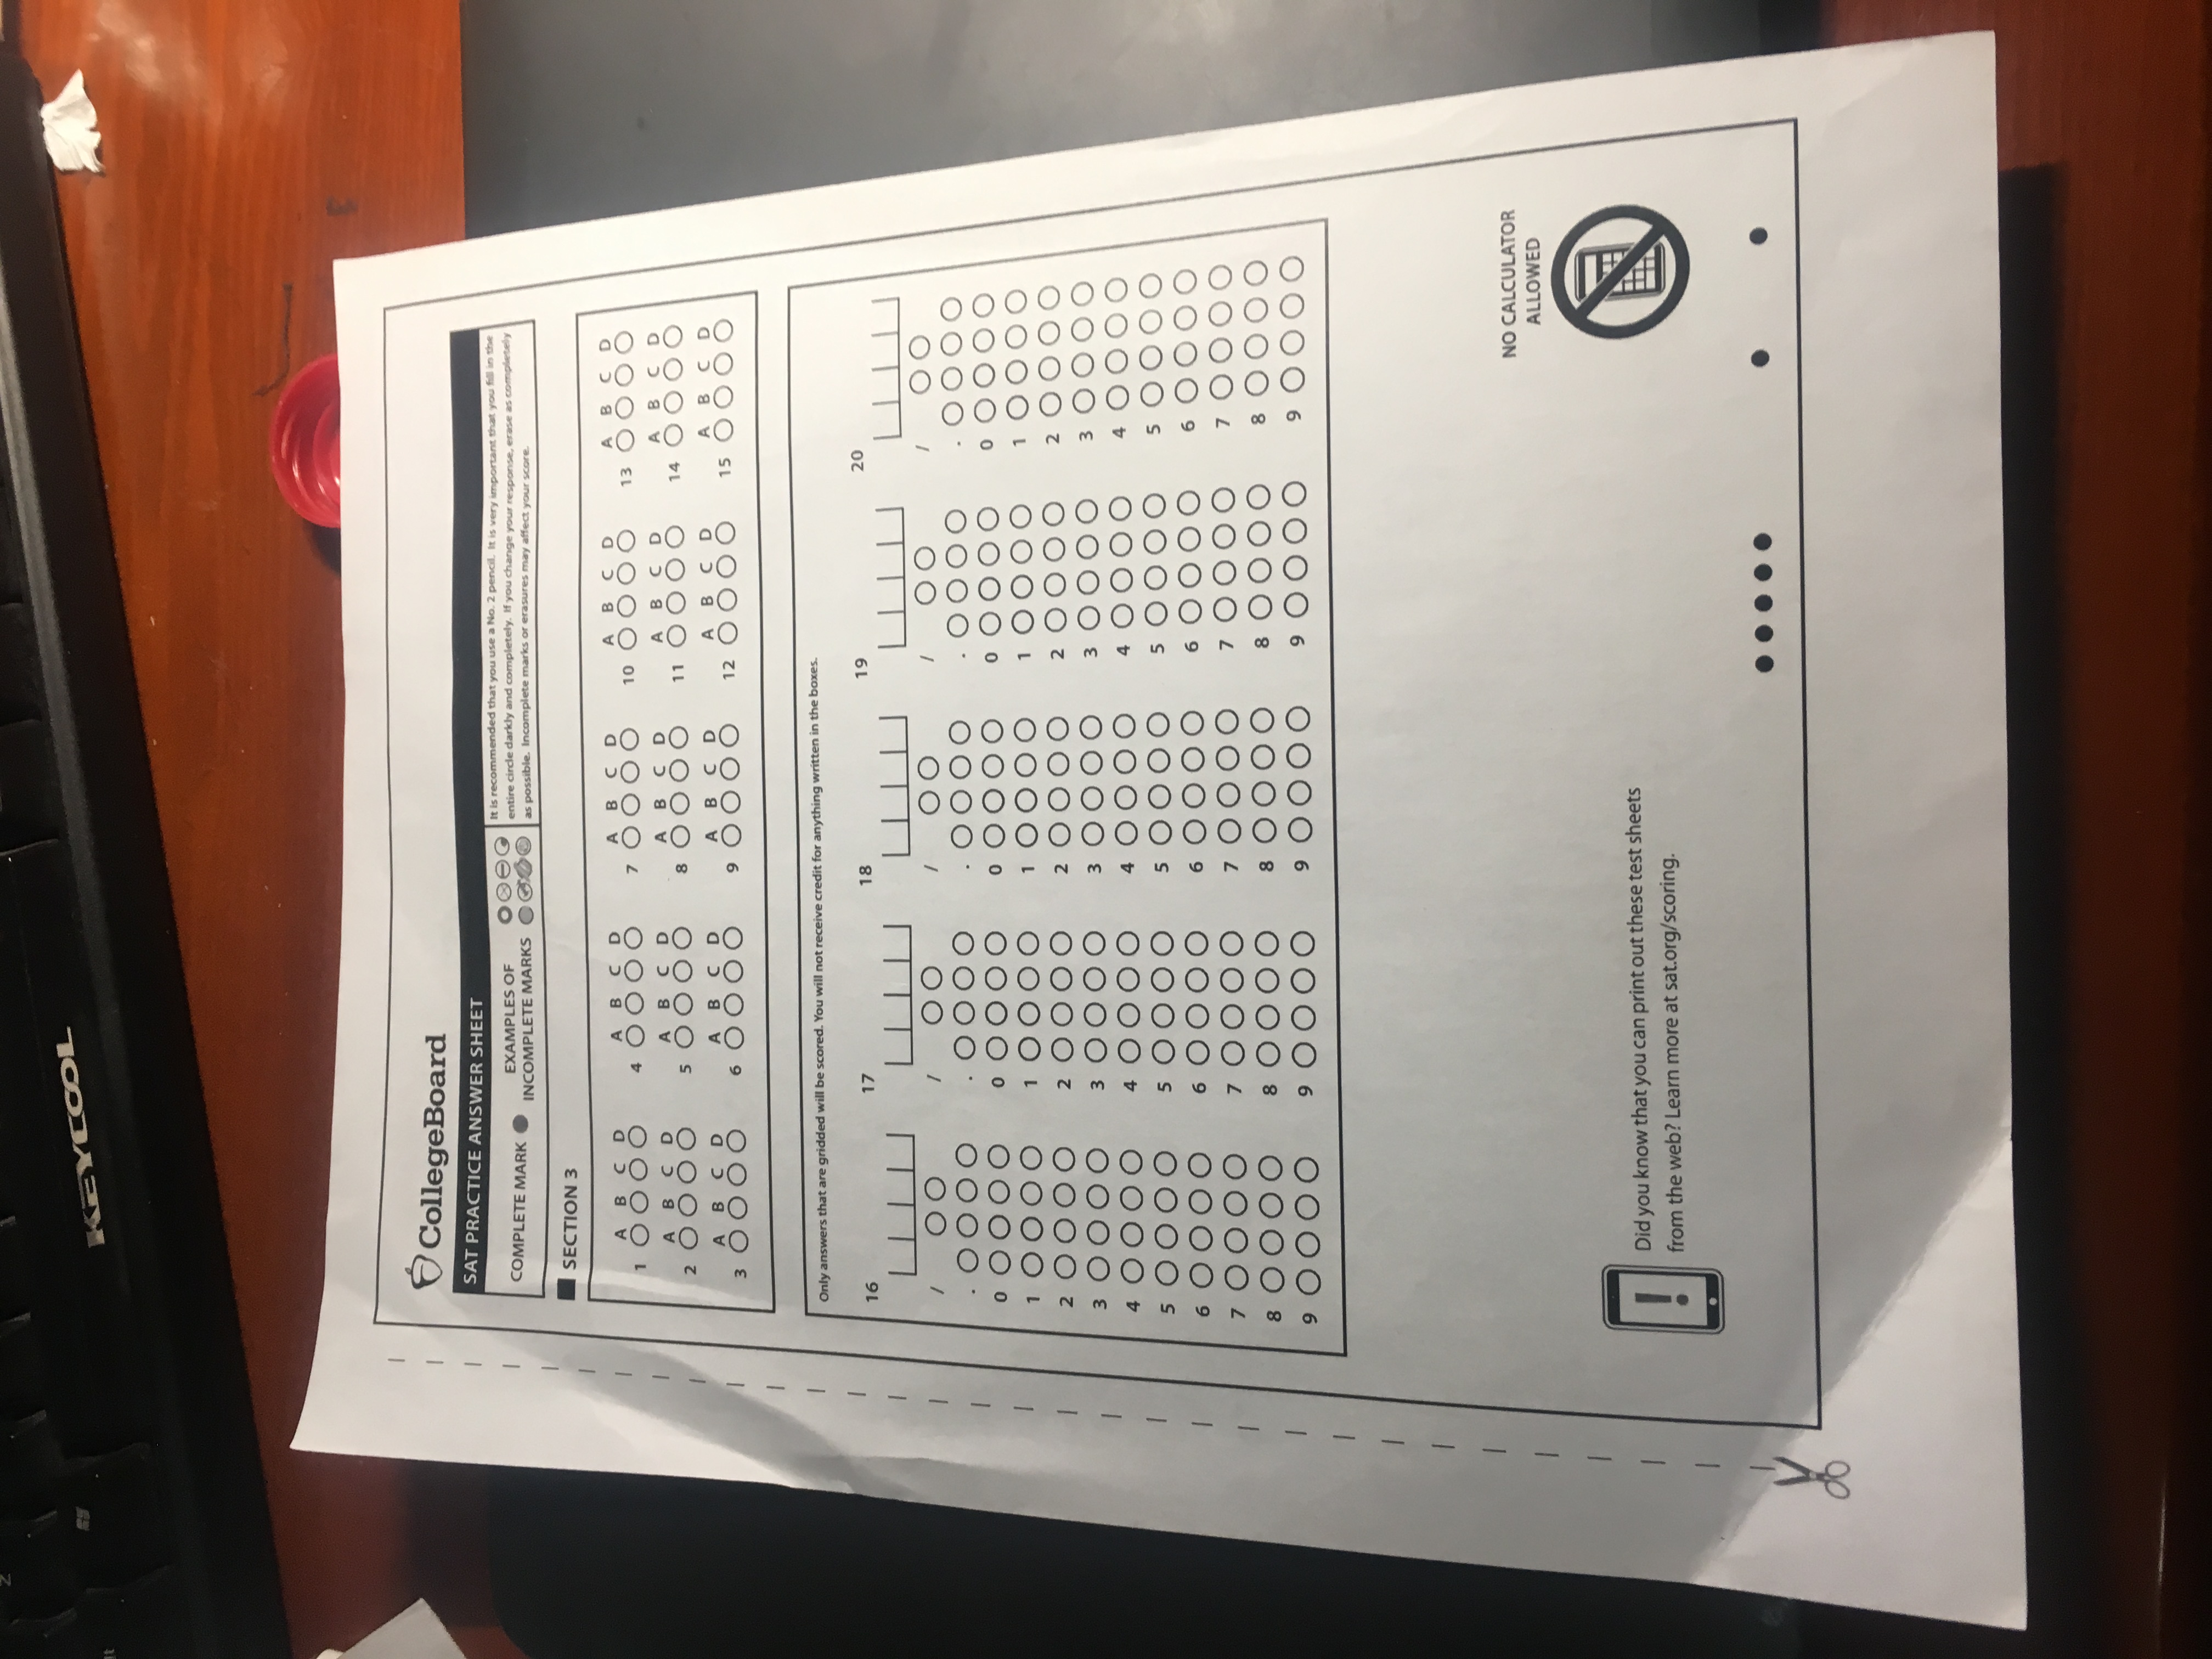 KEYCOOL
CollegeBoard
SAT PRACTICE ANSWER SHEET
COMPLETE MARK
EXAMPLES OF
INCOMPLETE MARKS
It is recommended that you use a No. 2 pencil. It is very important that you fill in the
entire circle darkly and completely. If you change your response, erase as completely
as possible. Incomplete marks or erasures may affect your score.
SECTION 3
A B C D A B C D A B C D A B C D A B C D
1 4 7 10 13
A B C D A B C D A B C D A B C D A B C D
2 5 8 11 14
A B C D A B C D A B C D A B C D A B C D
3 6 9 12 15
Only answers that are gridded will be scored. You will not receive credit for anything written in the boxes.
16 17 18 19 20
/ / / / /
. . . . .
0 0 0 0 0
1 1 1 1 1
2 2 2 2 2
3 3 3 3 3
4 4 4 4 4
5 5 5 5 5
6 6 6 6 6
7 7 7 7 7
8 8 8 8 8
9 9 9 9 9
NO CALCULATOR
ALLOWED
!
Did you know that you can print out these test sheets
from the web? Learn more at sat.org/scoring.